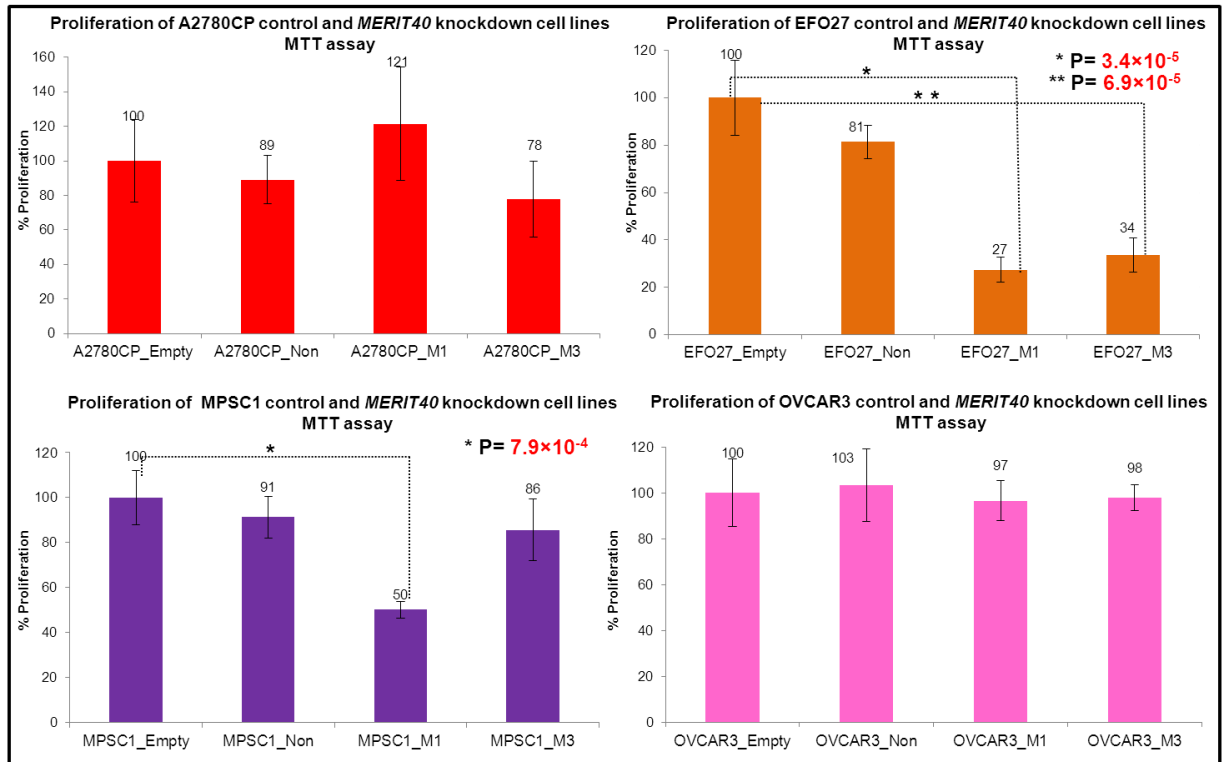 Proliferation of A2780CP control and MERIT40 knockdown cell lines
MTT assay
% Proliferation
160
140
120
100
80
60
40
20
0
100
89
121
78
A2780CP_Empty A2780CP_Non A2780CP_M1 A2780CP_M3
Proliferation of EFO27 control and MERIT40 knockdown cell lines
MTT assay
* P= 3.4×10-5
** P= 6.9×10-5
% Proliferation
120
100
80
60
40
20
0
100
81
27
34
*
* *
EFO27_Empty EFO27_Non EFO27_M1 EFO27_M3
Proliferation of MPSC1 control and MERIT40 knockdown cell lines
MTT assay
* P= 7.9×10-4
% Proliferation
120
100
80
60
40
20
0
*
100
91
50
86
MPSC1_Empty MPSC1_Non MPSC1_M1 MPSC1_M3
Proliferation of OVCAR3 control and MERIT40 knockdown cell lines
MTT assay
% Proliferation
120
100
80
60
40
20
0
100
103
97
98
OVCAR3_Empty OVCAR3_Non OVCAR3_M1 OVCAR3_M3